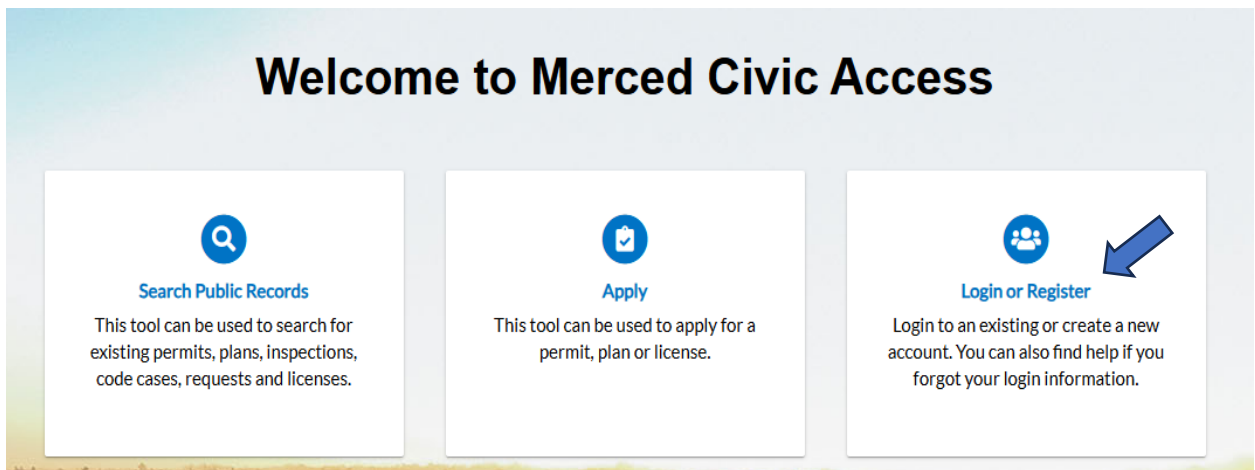 Welcome to Merced Civic Access
Search Public Records
This tool can be used to search for
existing permits, plans, inspections,
code cases, requests and licenses.
Apply
This tool can be used to apply for a
permit, plan or license.
Login or Register
Login to an existing or create a new
account. You can also find help if you
forgot your login information.